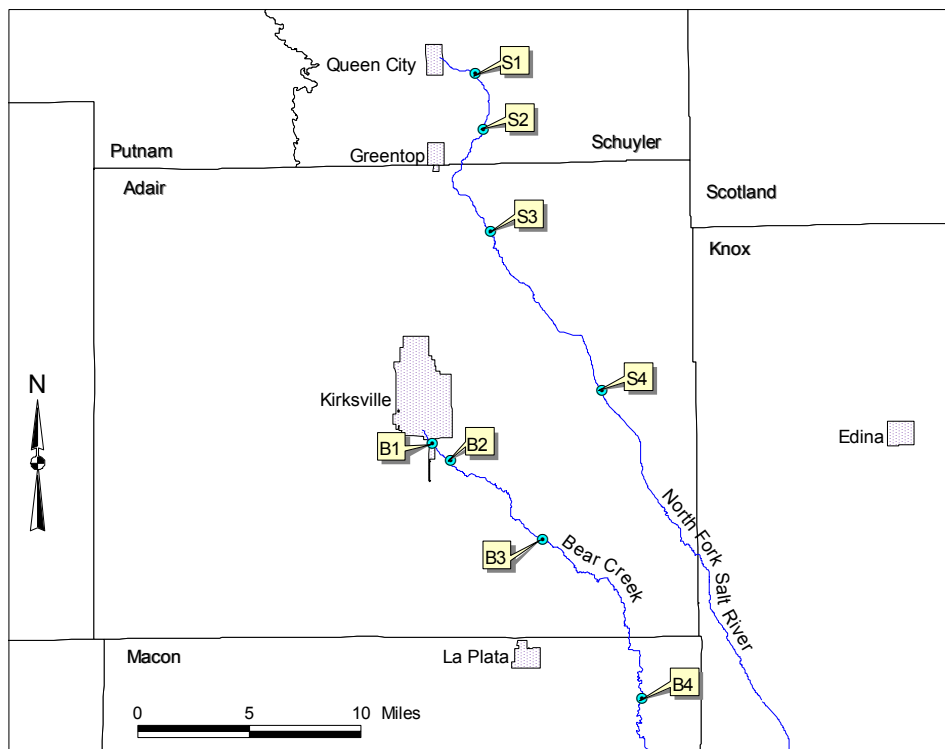 Queen City
S1
S2
Putnam
Greentop
Schuyler
Adair
Scotland
S3
Knox
N
Kirksville
S4
B1
B2
Edina
B3
Bear Creek
North Fork Salt River
Macon
La Plata
B4
0 5 10 Miles